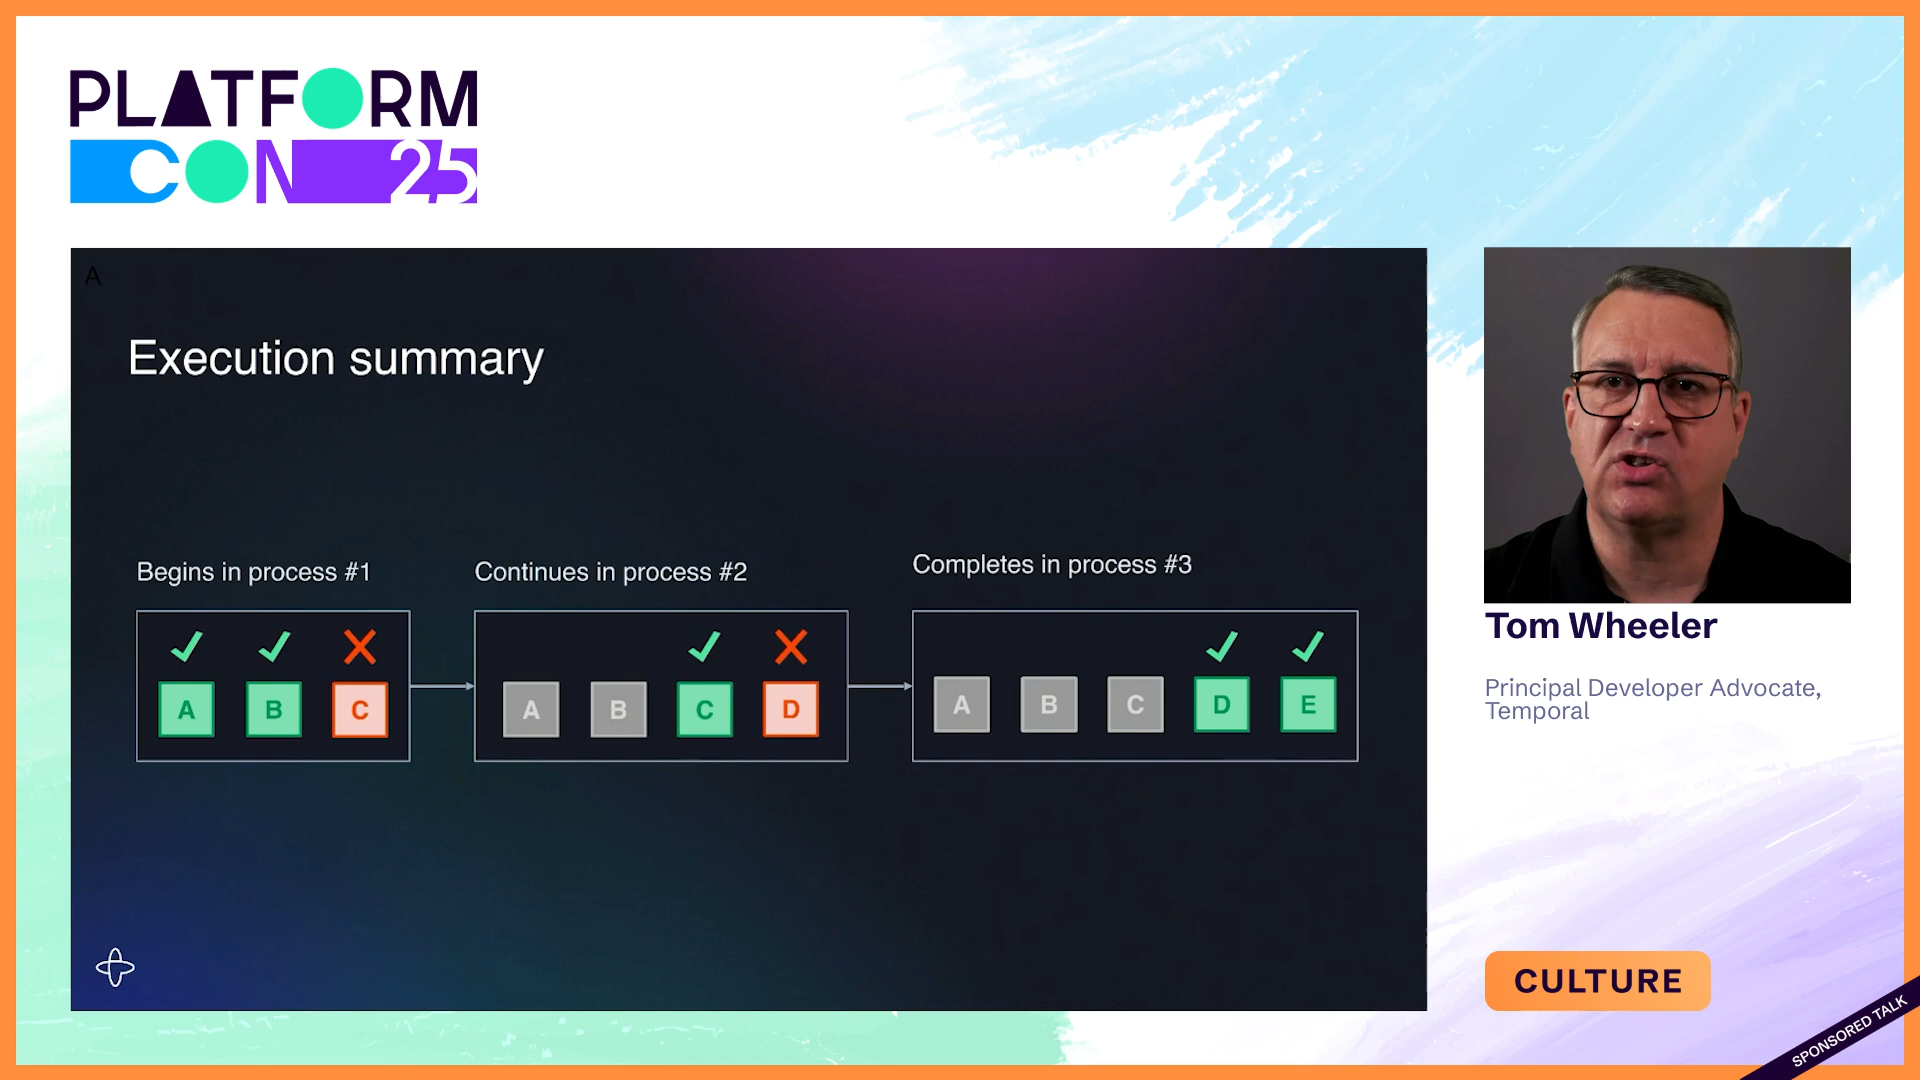 PLATFORM
CON 25
A
Execution summary
Begins in process #1
Continues in process #2
Completes in process #3
A B C
A B C D
A B C D E
Tom Wheeler
Principal Developer Advocate,
Temporal
CULTURE
SPONSORED TALK